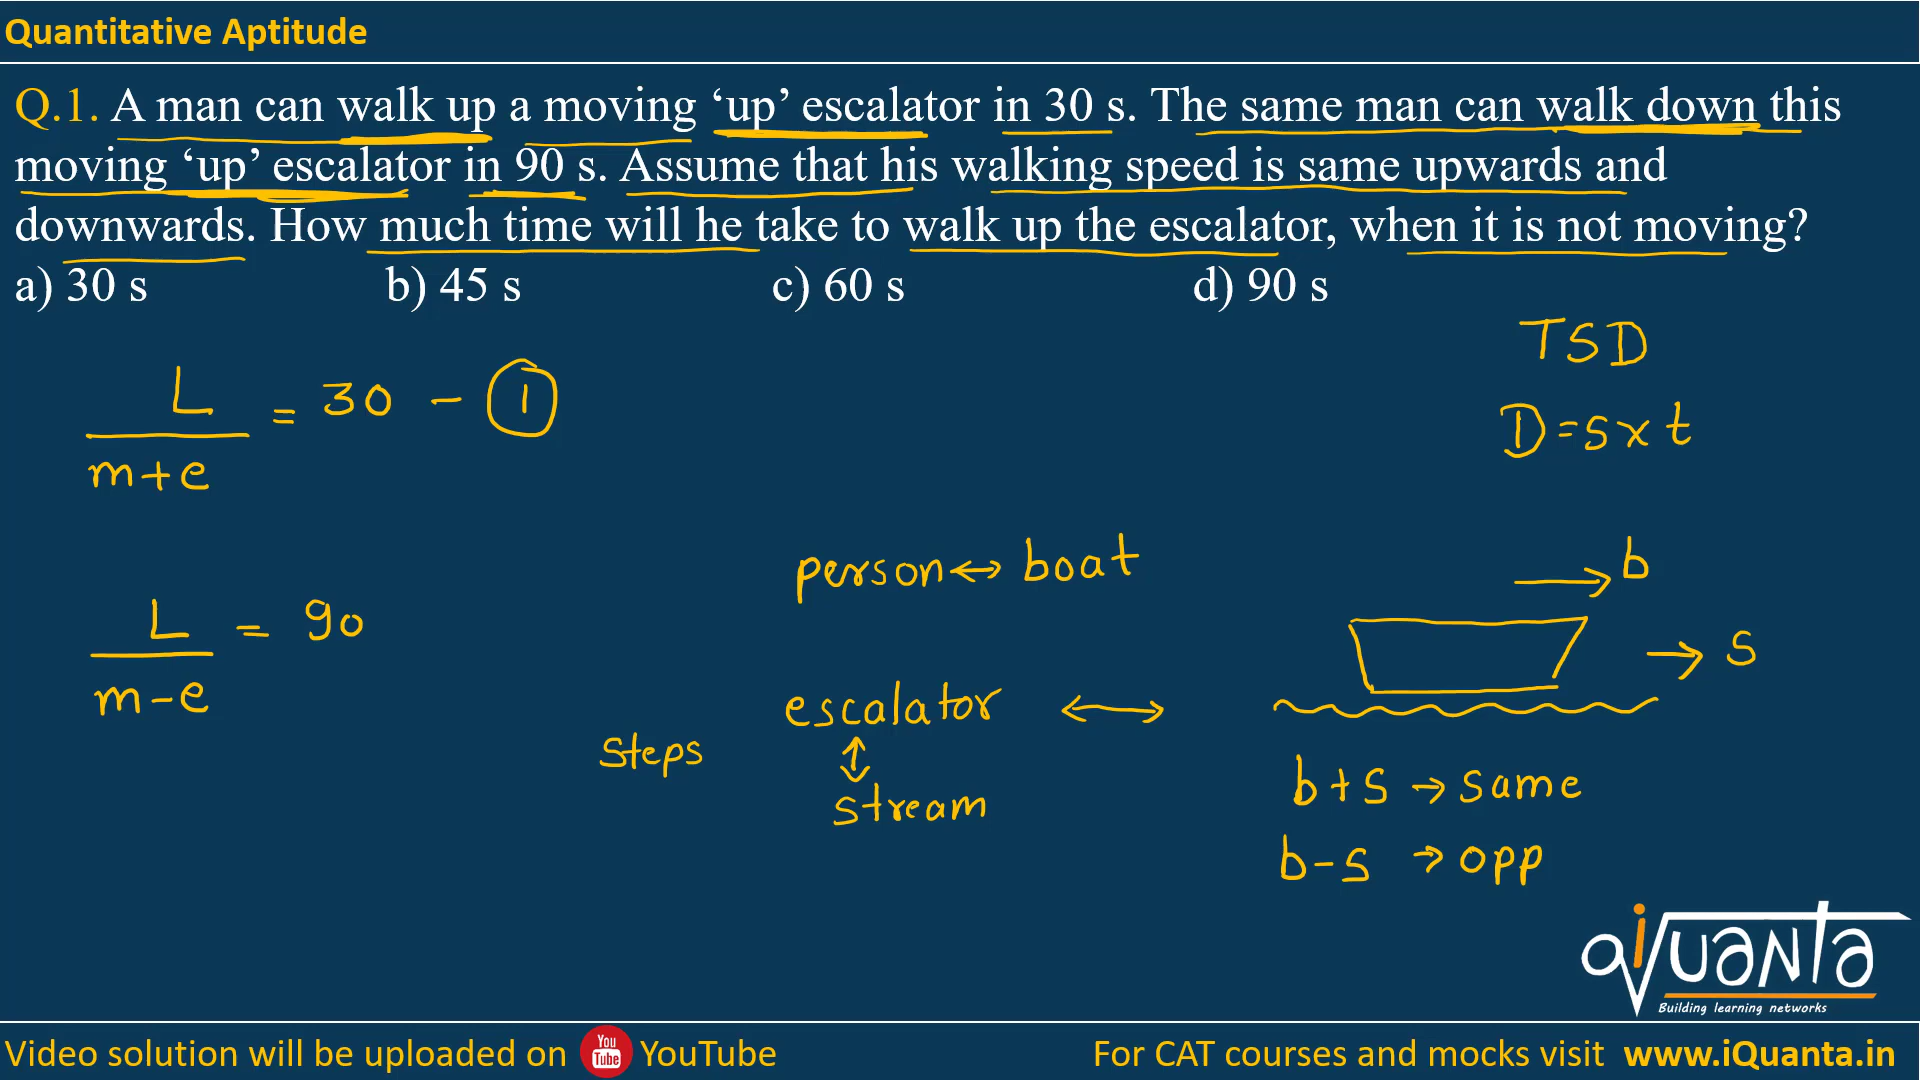 Quantitative Aptitude
Q.1. A man can walk up a moving ‘up’ escalator in 30 s. The same man can walk down this
moving ‘up’ escalator in 90 s. Assume that his walking speed is same upwards and
downwards. How much time will he take to walk up the escalator, when it is not moving?
a) 30 s b) 45 s c) 60 s d) 90 s
TSD
L
= 30 - 1
m+e
D = s x t
person ↔ boat
b
L
= 90
m-e
s
escalator ↔
steps
stream
b+s → same
b-s → opp
iQuanta
Building learning networks
Video solution will be uploaded on You Tube YouTube
For CAT courses and mocks visit www.iQuanta.in